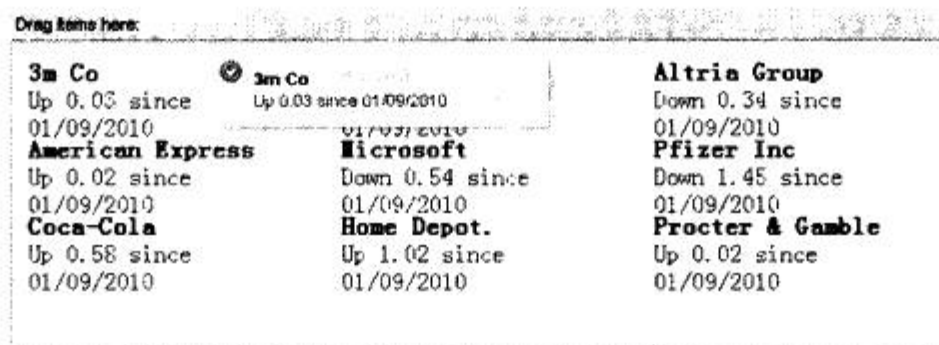 Drag items here:
3m Co
Up 0.03 since
01/09/2010
3m Co
Up 0.03 since 01/09/2010
01/09/2010
Altria Group
Down 0.34 since
01/09/2010
American Express
Up 0.02 since
01/09/2010
Microsoft
Down 0.54 since
01/09/2010
Pfizer Inc
Down 1.45 since
01/09/2010
Coca-Cola
Up 0.58 since
01/09/2010
Home Depot.
Up 1.02 since
01/09/2010
Procter & Gamble
Up 0.02 since
01/09/2010